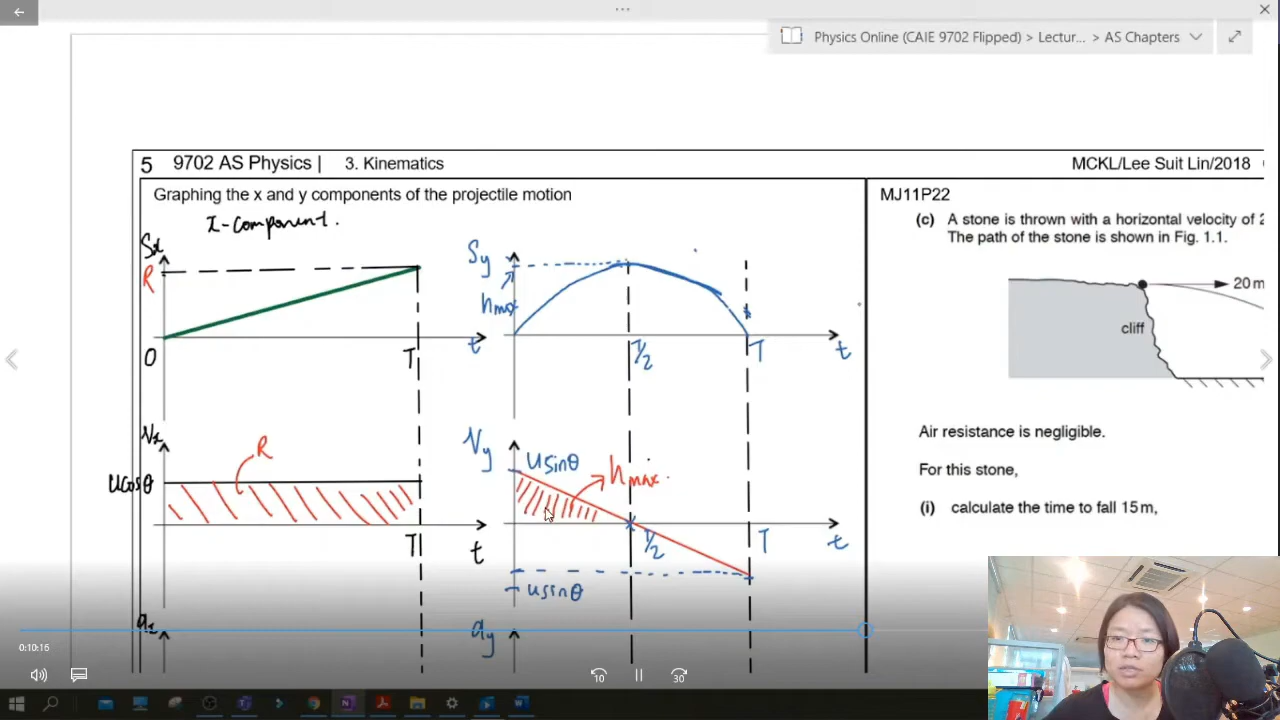 Physics Online (CAIE 9702 Flipped) > Lectur... > AS Chapters
5 9702 AS Physics | 3. Kinematics
MCKL/Lee Suit Lin/2018
Graphing the x and y components of the projectile motion
x-component.
Sx
R
O
T
t
Sy
hmax
T/2
T
t
Vx
ucosθ
R
T
t
Vy
usinθ
hmax.
T/2
T
t
usinθ
ax
ay
MJ11P22
(c) A stone is thrown with a horizontal velocity of 2
The path of the stone is shown in Fig. 1.1.
20 m
cliff
Air resistance is negligible.
For this stone,
(i) calculate the time to fall 15 m,
0:10:16
10
30